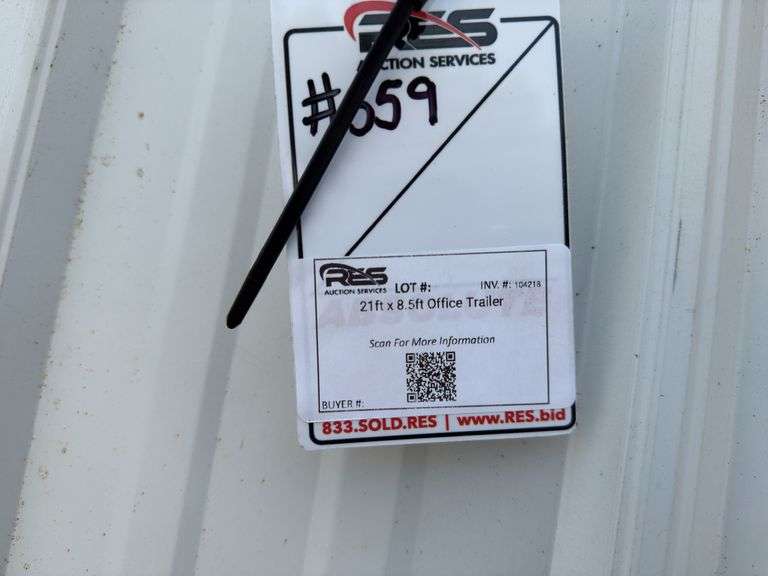 RES
AUCTION SERVICES
#659
RES
AUCTION SERVICES
LOT #:
INV. #: 104218
21ft x 8.5ft Office Trailer
Scan For More Information
BUYER #:
833.SOLD.RES | www.RES.bid